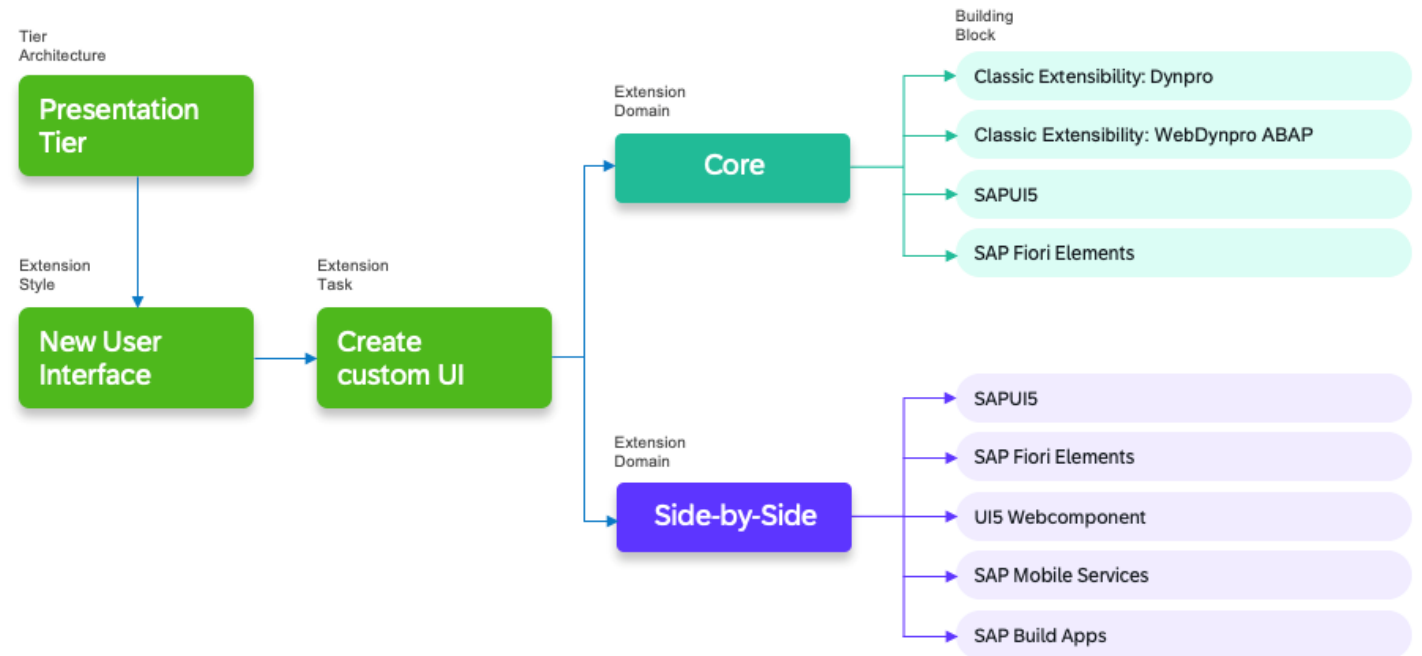 Tier
Architecture
Presentation
Tier
Extension
Style
New User
Interface
Extension
Task
Create
custom UI
Extension
Domain
Core
Building
Block
Classic Extensibility: Dynpro
Classic Extensibility: WebDynpro ABAP
SAPUI5
SAP Fiori Elements
Extension
Domain
Side-by-Side
SAPUI5
SAP Fiori Elements
UI5 Webcomponent
SAP Mobile Services
SAP Build Apps